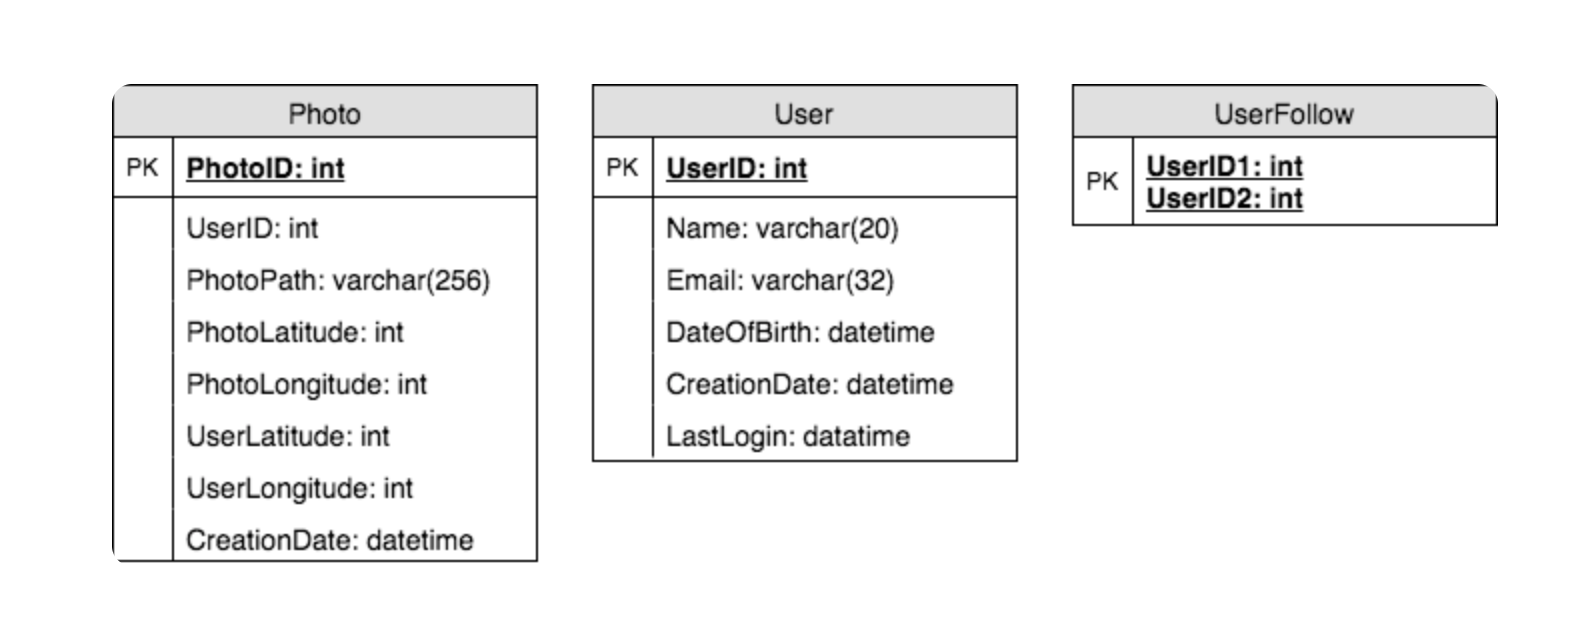 Photo
PK
PhotoID: int
UserID: int
PhotoPath: varchar(256)
PhotoLatitude: int
PhotoLongitude: int
UserLatitude: int
UserLongitude: int
CreationDate: datetime
User
PK
UserID: int
Name: varchar(20)
Email: varchar(32)
DateOfBirth: datetime
CreationDate: datetime
LastLogin: datatime
UserFollow
PK
UserID1: int
UserID2: int